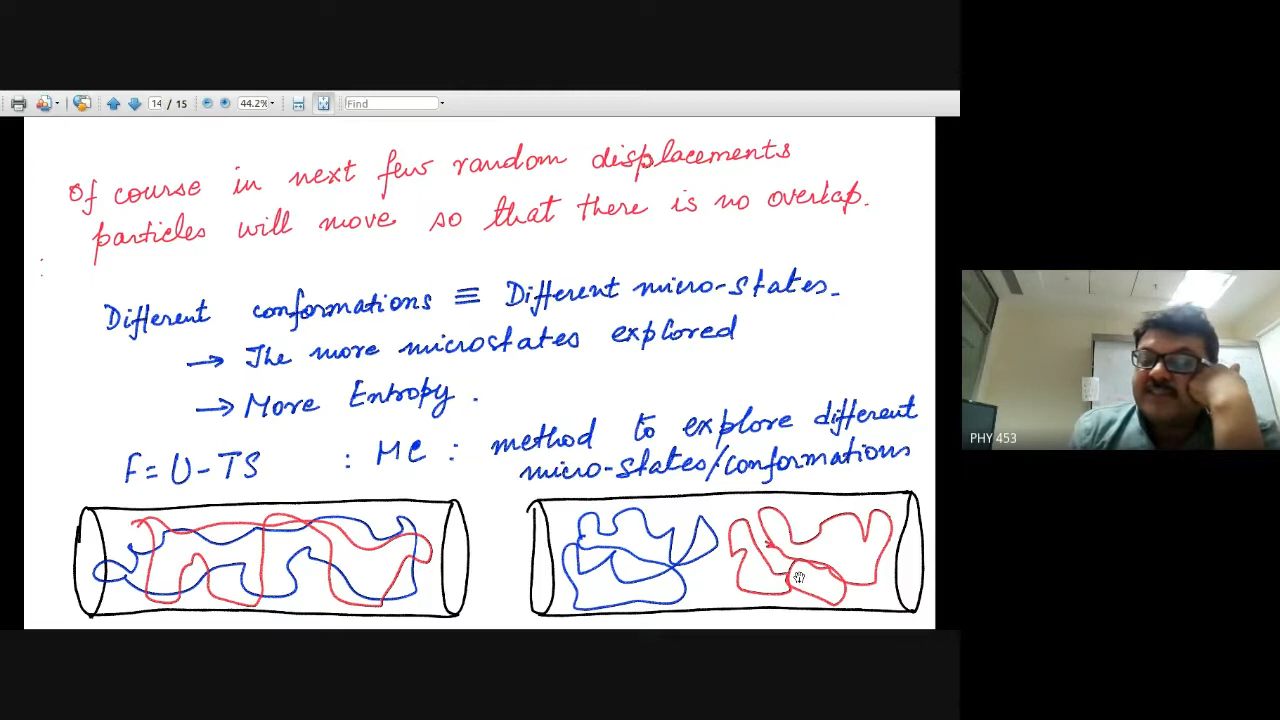 14 / 15
44.2%
Find
Of course in next few random displacements
particles will move so that there is no overlap.
Different conformations ≡ Different micro-states.
→ The more microstates explored
→ More Entropy.
F = U - TS : MC : method to explore different
micro-states/conformations
PHY 453